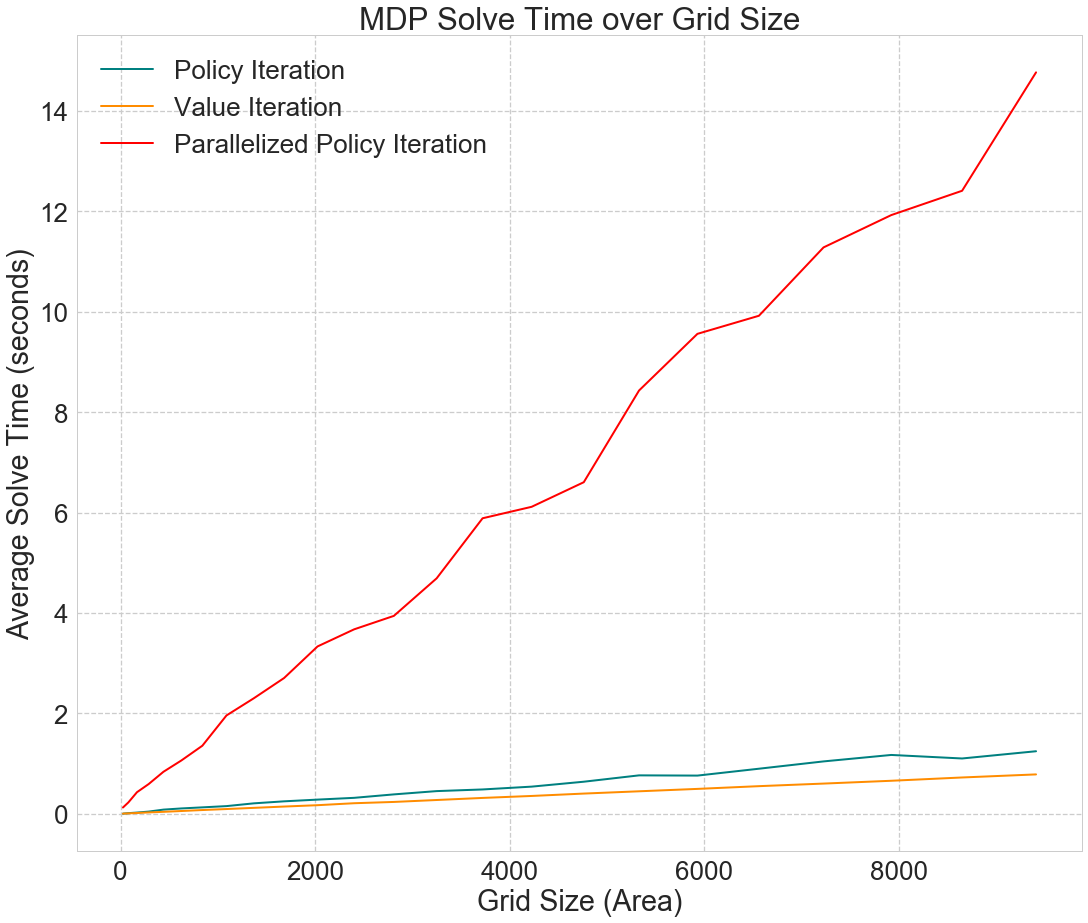 MDP Solve Time over Grid Size
Policy Iteration
Value Iteration
Parallelized Policy Iteration
Average Solve Time (seconds)
14
12
10
8
6
4
2
0
0 2000 4000 6000 8000
Grid Size (Area)